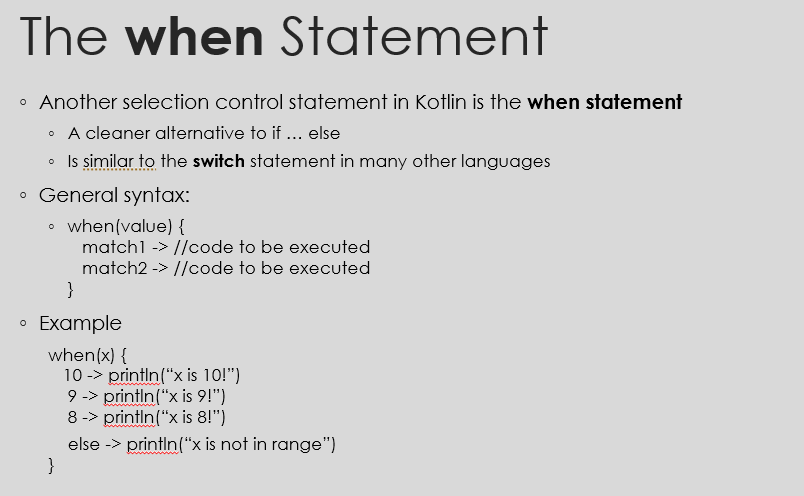 The when Statement
◦ Another selection control statement in Kotlin is the when statement
◦ A cleaner alternative to if … else
◦ Is similar to the switch statement in many other languages
◦ General syntax:
◦ when(value) {
match1 -> //code to be executed
match2 -> //code to be executed
}
◦ Example
when(x) {
10 -> println(“x is 10!”)
9 -> println(“x is 9!”)
8 -> println(“x is 8!”)
else -> println(“x is not in range”)
}